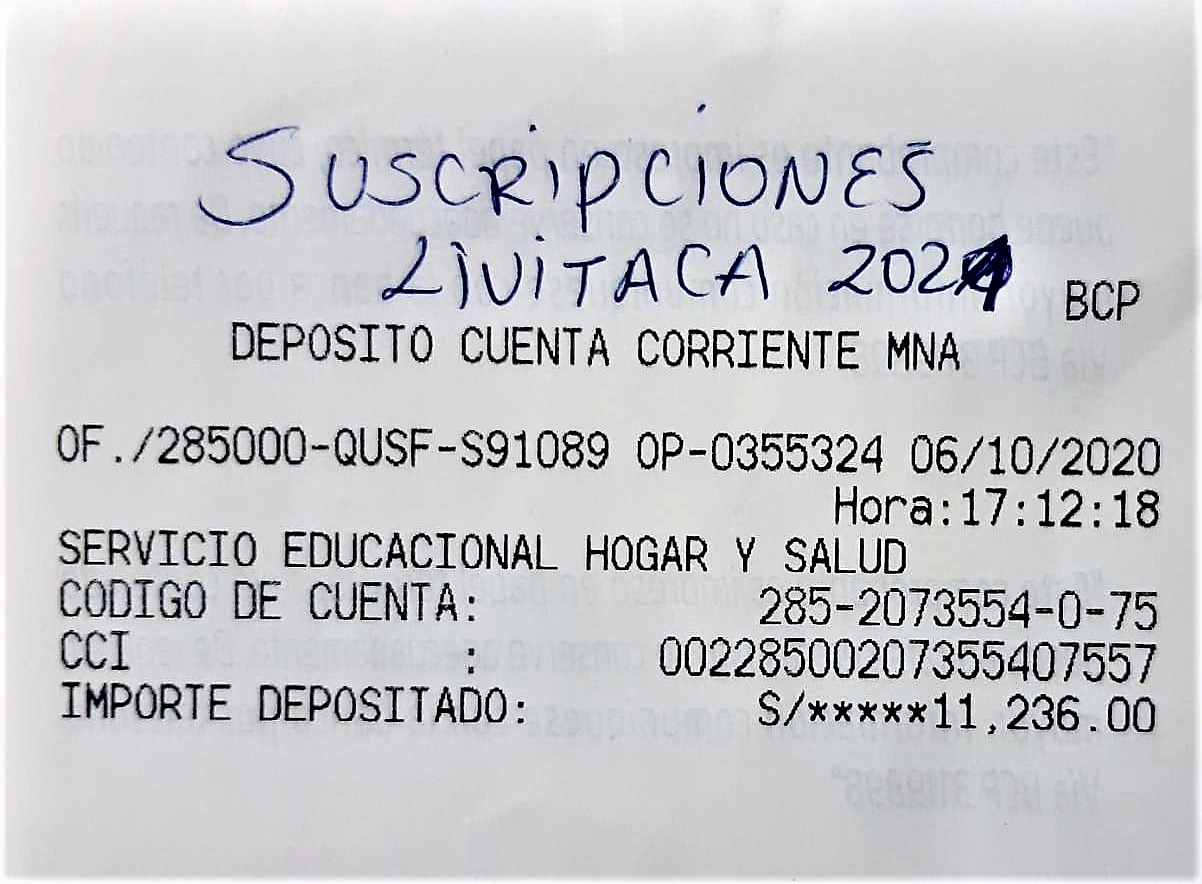 SUSCRIPCIONES
LIVITACA 2021
BCP
DEPOSITO CUENTA CORRIENTE MNA
OF./285000-QUSF-S91089 OP-0355324 06/10/2020
Hora:17:12:18
SERVICIO EDUCACIONAL HOGAR Y SALUD
CODIGO DE CUENTA: 285-2073554-0-75
CCI : 00228500207355407557
IMPORTE DEPOSITADO: S/*****11,236.00